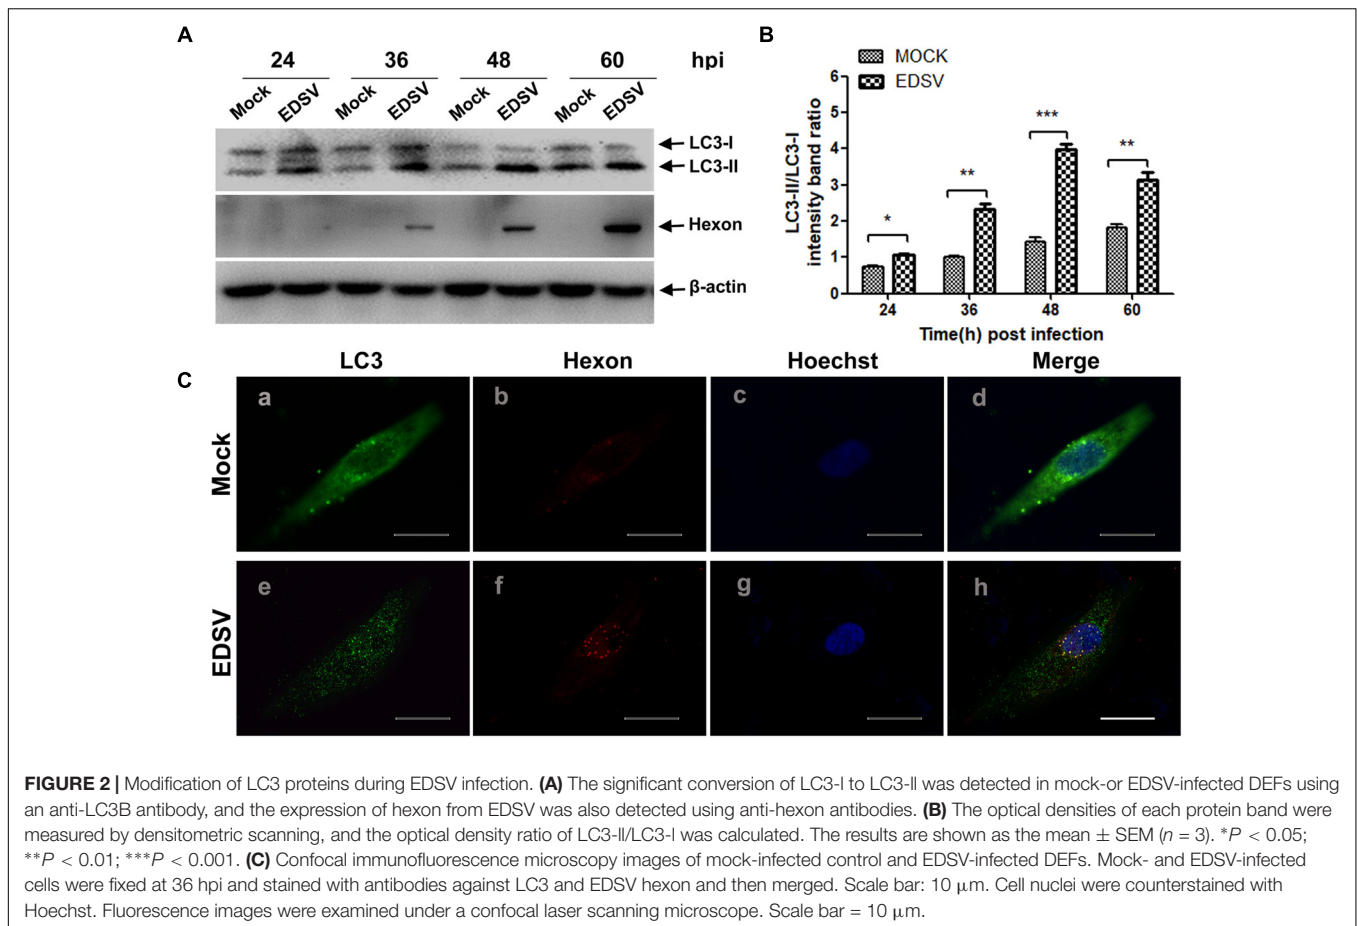 A
24 36 48 60 hpi
Mock EDSV Mock EDSV Mock EDSV Mock EDSV
LC3-I
LC3-II
Hexon
β-actin
B
MOCK
EDSV
LC3-II/LC3-I
intensity band ratio
6
5
4
3
2
1
0
*
**
***
**
24 36 48 60
Time(h) post infection
C
LC3 Hexon Hoechst Merge
Mock
a b c d
EDSV
e f g h
FIGURE 2 | Modification of LC3 proteins during EDSV infection. (A) The significant conversion of LC3-I to LC3-II was detected in mock-or EDSV-infected DEFs using
an anti-LC3B antibody, and the expression of hexon from EDSV was also detected using anti-hexon antibodies. (B) The optical densities of each protein band were
measured by densitometric scanning, and the optical density ratio of LC3-II/LC3-I was calculated. The results are shown as the mean ± SEM (n = 3). *P < 0.05;
**P < 0.01; ***P < 0.001. (C) Confocal immunofluorescence microscopy images of mock-infected control and EDSV-infected DEFs. Mock- and EDSV-infected
cells were fixed at 36 hpi and stained with antibodies against LC3 and EDSV hexon and then merged. Scale bar: 10 μm. Cell nuclei were counterstained with
Hoechst. Fluorescence images were examined under a confocal laser scanning microscope. Scale bar = 10 μm.